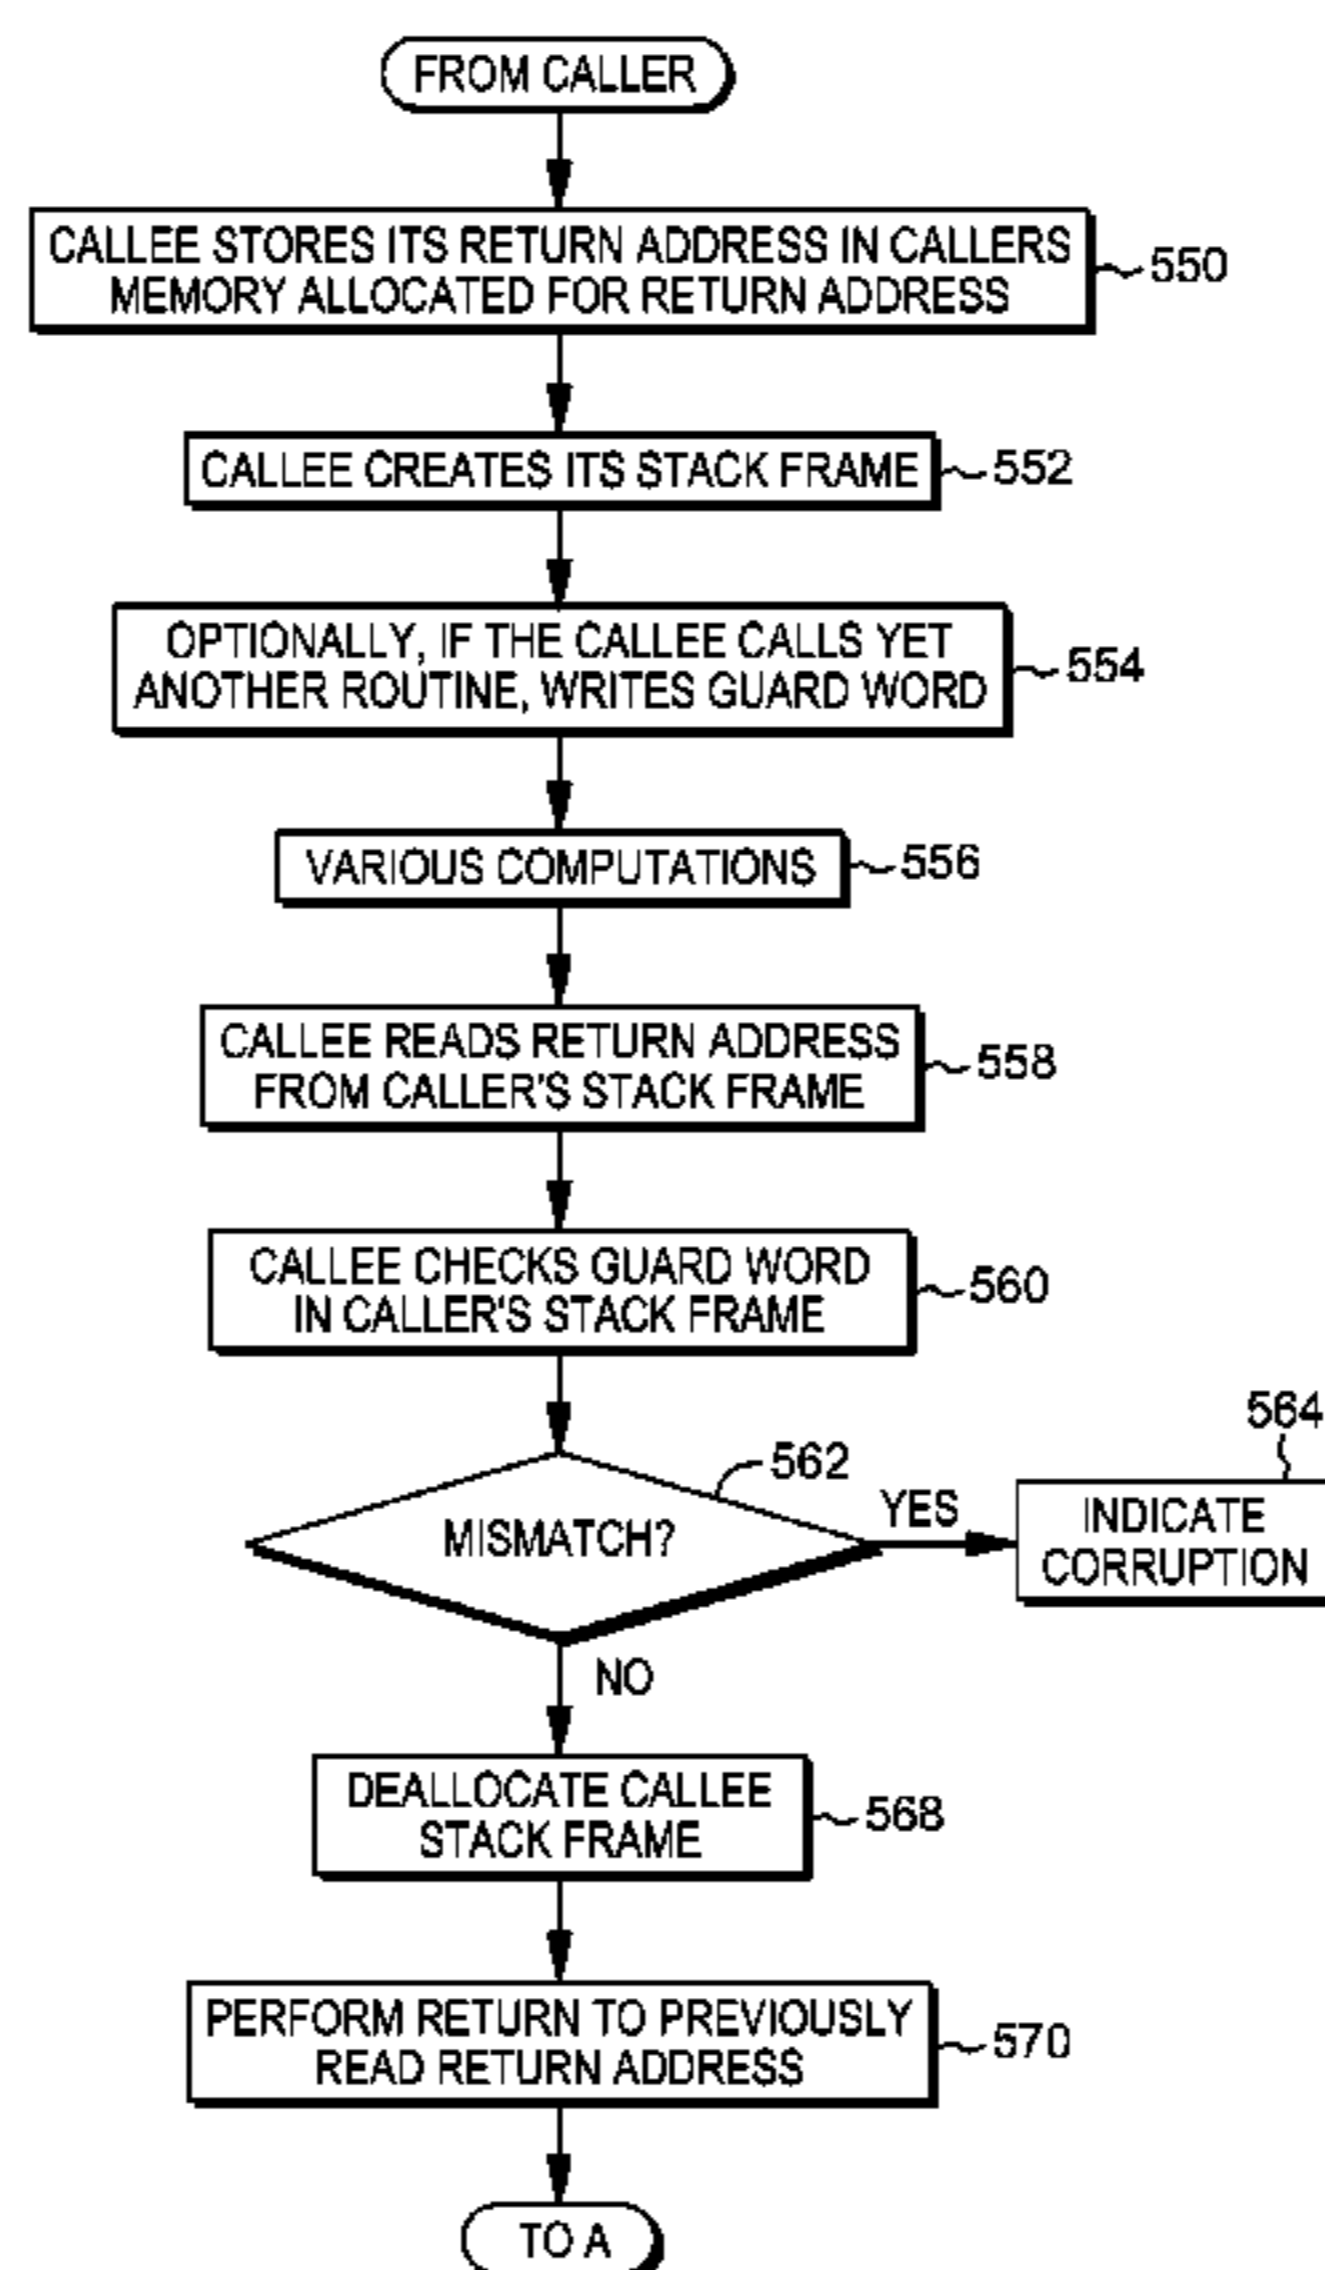 FROM CALLER
CALLEE STORES ITS RETURN ADDRESS IN CALLERS
MEMORY ALLOCATED FOR RETURN ADDRESS
550
CALLEE CREATES ITS STACK FRAME
552
OPTIONALLY, IF THE CALLEE CALLS YET
ANOTHER ROUTINE, WRITES GUARD WORD
554
VARIOUS COMPUTATIONS
556
CALLEE READS RETURN ADDRESS
FROM CALLER'S STACK FRAME
558
CALLEE CHECKS GUARD WORD
IN CALLER'S STACK FRAME
560
MISMATCH?
562
YES
564
INDICATE
CORRUPTION
NO
DEALLOCATE CALLEE
STACK FRAME
568
PERFORM RETURN TO PREVIOUSLY
READ RETURN ADDRESS
570
TO A